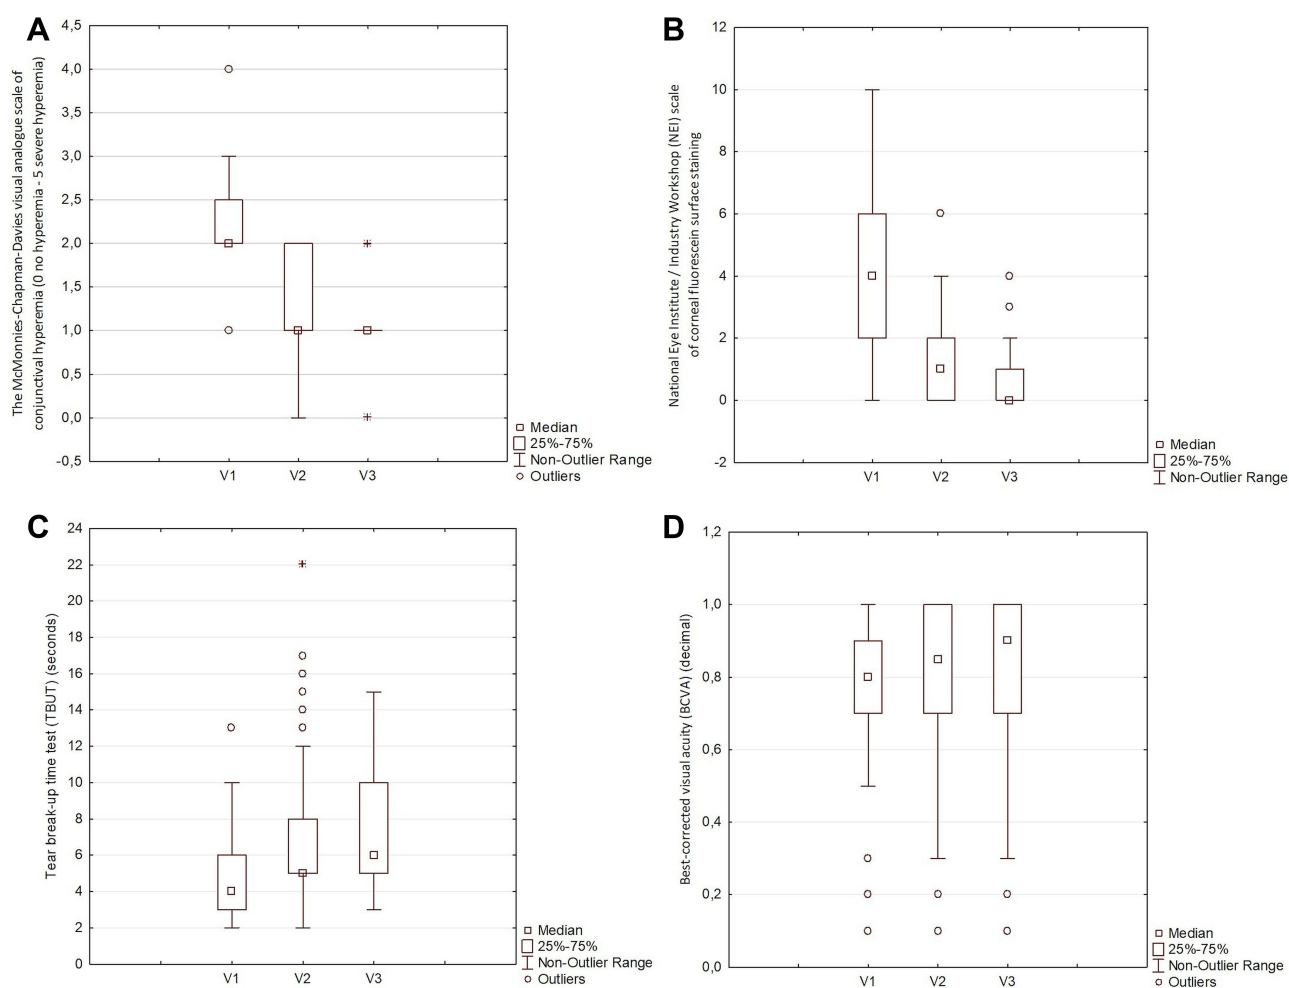 A
The McMonnies-Chapman-Davies visual analogue scale of
conjunctival hyperemia (0 no hyperemia - 5 severe hyperemia)
4,5
4,0
3,5
3,0
2,5
2,0
1,5
1,0
0,5
0,0
-0,5
V1 V2 V3
Median
25%-75%
Non-Outlier Range
Outliers
B
National Eye Institute / Industry Workshop (NEI) scale
of corneal fluorescein surface staining
12
10
8
6
4
2
0
-2
V1 V2 V3
Median
25%-75%
Non-Outlier Range
C
Tear break-up time test (TBUT) (seconds)
24
22
20
18
16
14
12
10
8
6
4
2
0
V1 V2 V3
Median
25%-75%
Non-Outlier Range
Outliers
D
Best-corrected visual acuity (BCVA) (decimal)
1,2
1,0
0,8
0,6
0,4
0,2
0,0
V1 V2 V3
Median
25%-75%
Non-Outlier Range
Outliers